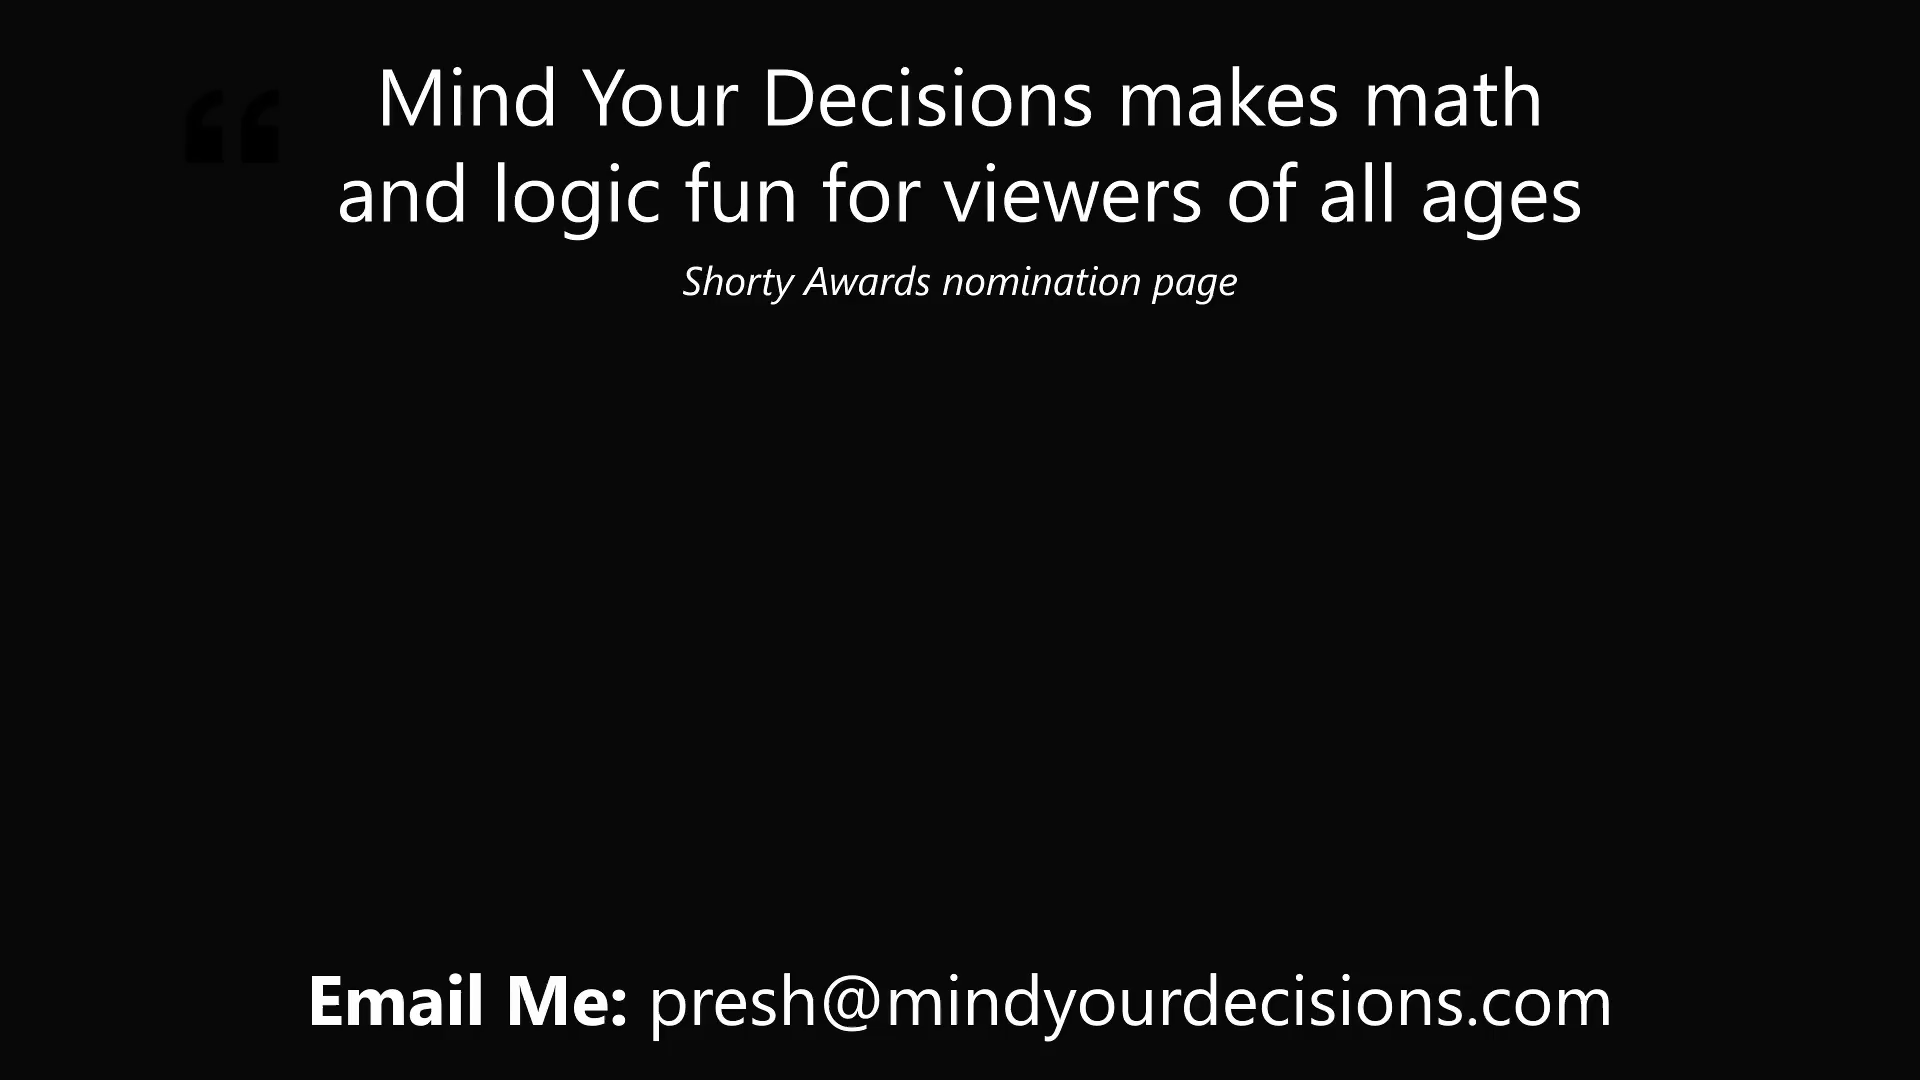 “
Mind Your Decisions makes math
and logic fun for viewers of all ages
Shorty Awards nomination page
Email Me: presh@mindyourdecisions.com